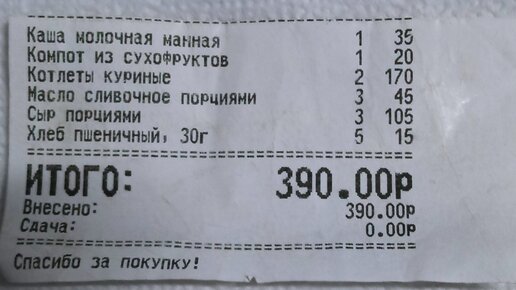 Каша молочная манная 1 35
Компот из сухофруктов 1 20
Котлеты куриные 2 170
Масло сливочное порциями 3 45
Сыр порциями 3 105
Хлеб пшеничный, 30г 5 15
ИТОГО: 390.00р
Внесено: 390.00р
Сдача: 0.00р
Спасибо за покупку!